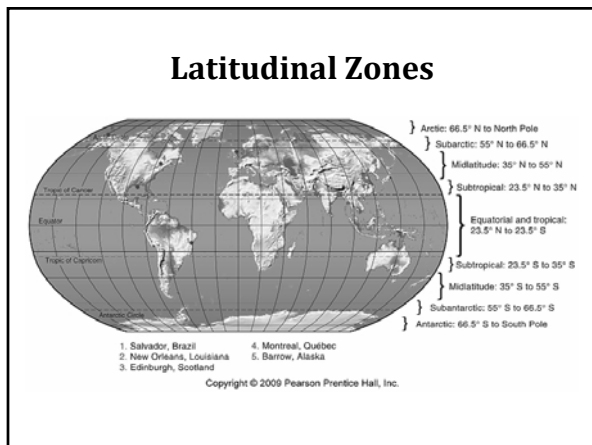 Latitudinal Zones
Arctic: 66.5° N to North Pole
Subarctic: 55° N to 66.5° N
Midlatitude: 35° N to 55° N
Subtropical: 23.5° N to 35° N
Tropic of Cancer
Equatorial and tropical:
23.5° N to 23.5° S
Equator
Tropic of Capricorn
Subtropical: 23.5° S to 35° S
Midlatitude: 35° S to 55° S
Subantarctic: 55° S to 66.5° S
Antarctic Circle
Antarctic: 66.5° S to South Pole
1. Salvador, Brazil
2. New Orleans, Louisiana
3. Edinburgh, Scotland
4. Montreal, Québec
5. Barrow, Alaska
Copyright © 2009 Pearson Prentice Hall, Inc.